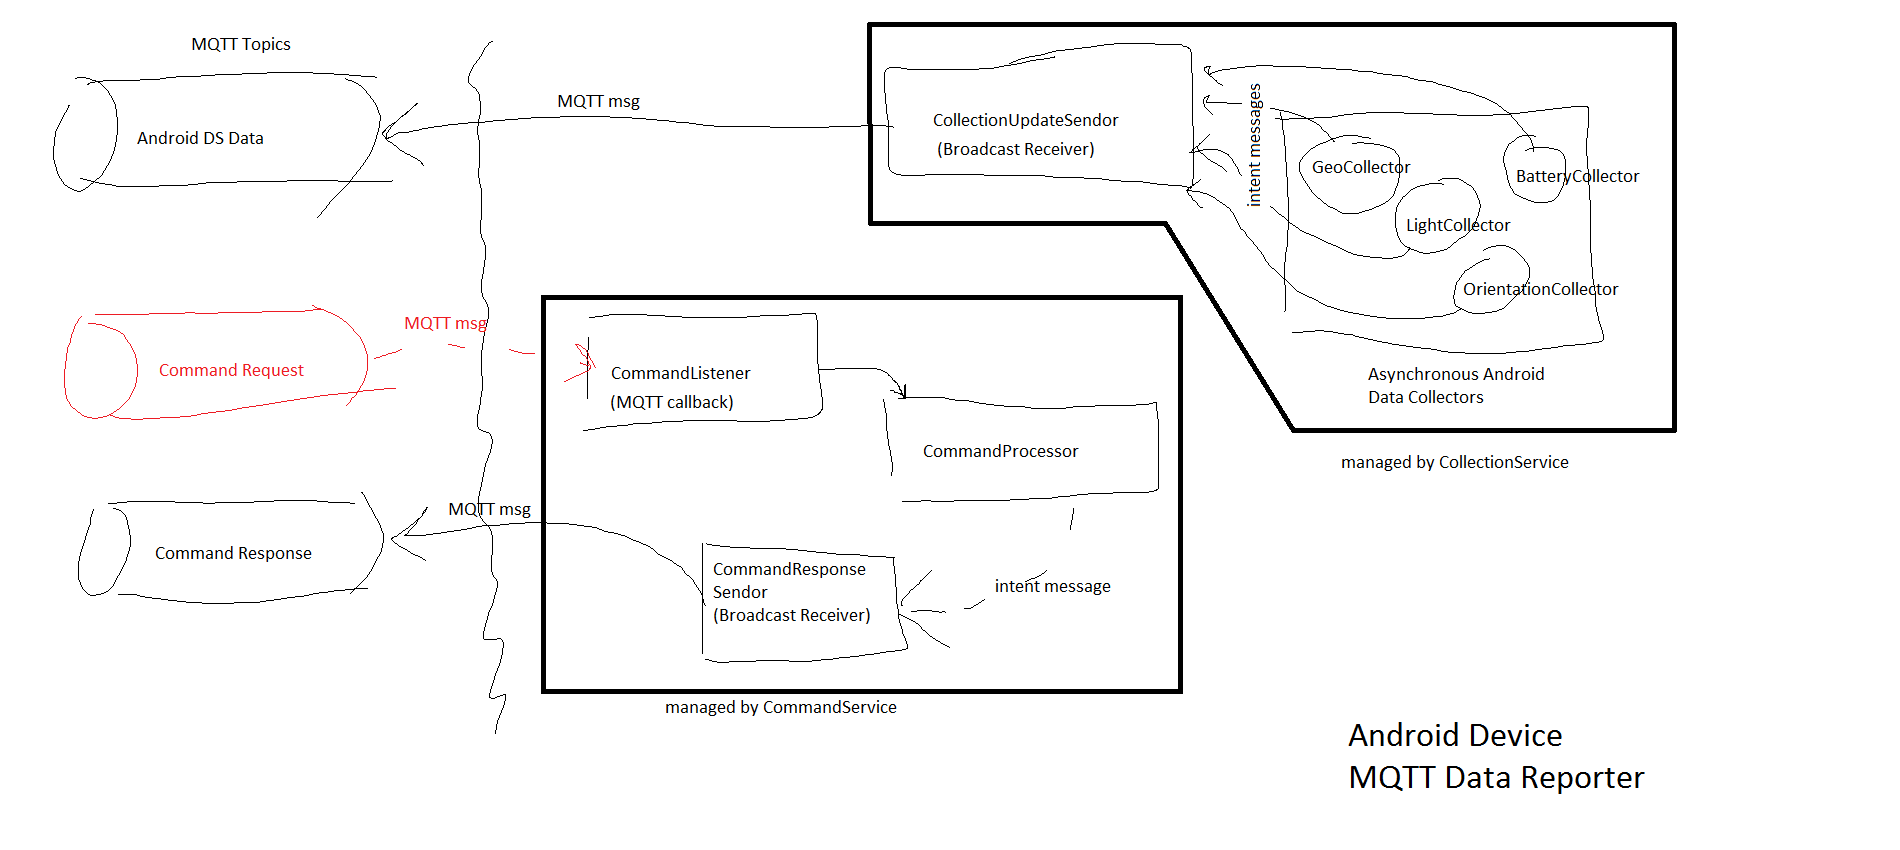 MQTT Topics
Android DS Data
MQTT msg
CollectionUpdateSendor
(Broadcast Receiver)
intent messages
GeoCollector
BatteryCollector
LightCollector
OrientationCollector
Asynchronous Android
Data Collectors
managed by CollectionService
Command Request
MQTT msg
CommandListener
(MQTT callback)
CommandProcessor
Command Response
MQTT msg
CommandResponse
Sendor
(Broadcast Receiver)
intent message
managed by CommandService
Android Device
MQTT Data Reporter